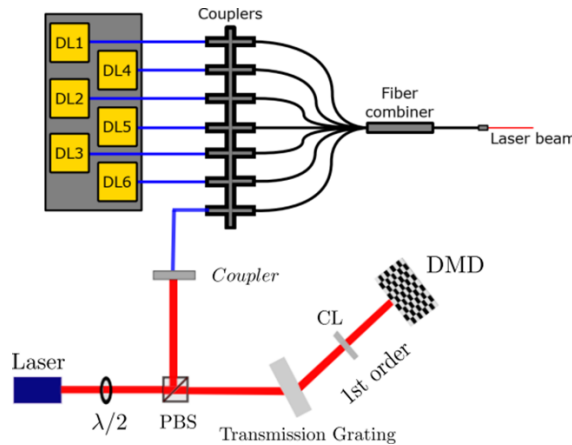 Couplers
DL1
DL4
DL2
DL5
DL3
DL6
Fiber
combiner
Laser beam
Coupler
DMD
CL
1st order
Laser
λ/2
PBS
Transmission Grating